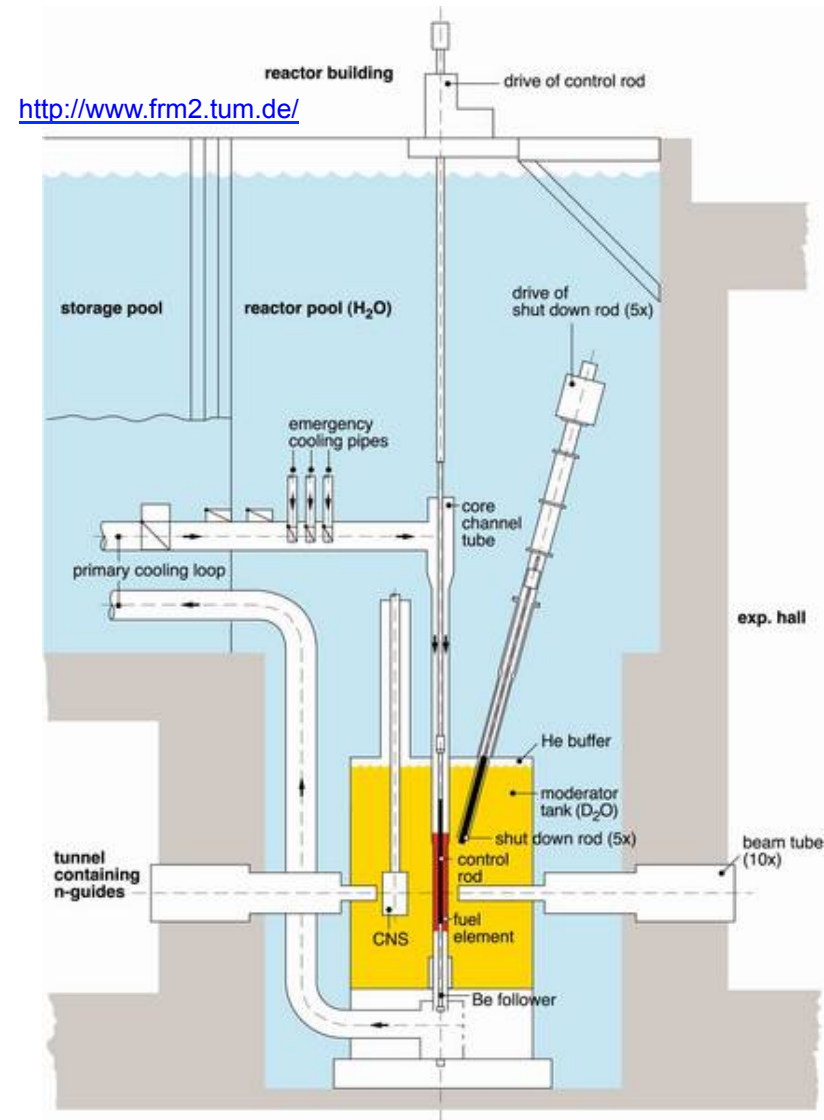 reactor building
drive of control rod
http://www.frm2.tum.de/
storage pool
reactor pool (H₂O)
drive of
shut down rod (5x)
emergency
cooling pipes
core
channel
tube
primary cooling loop
exp. hall
He buffer
moderator
tank (D₂O)
shut down rod (5x)
beam tube
(10x)
tunnel
containing
n-guides
control
rod
CNS
fuel
element
Be follower